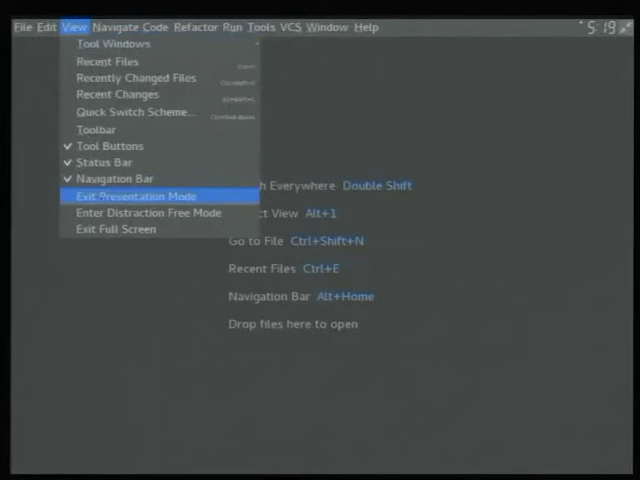 File Edit View Navigate Code Refactor Run Tools VCS Window Help 5:19
Tool Windows
Recent Files
Recently Changed Files
Recent Changes
Quick Switch Scheme...
Toolbar
Tool Buttons
Status Bar
Navigation Bar
Exit Presentation Mode
Enter Distraction Free Mode
Exit Full Screen
h Everywhere Double Shift
ct View Alt+1
Go to File Ctrl+Shift+N
Recent Files Ctrl+E
Navigation Bar Alt+Home
Drop files here to open